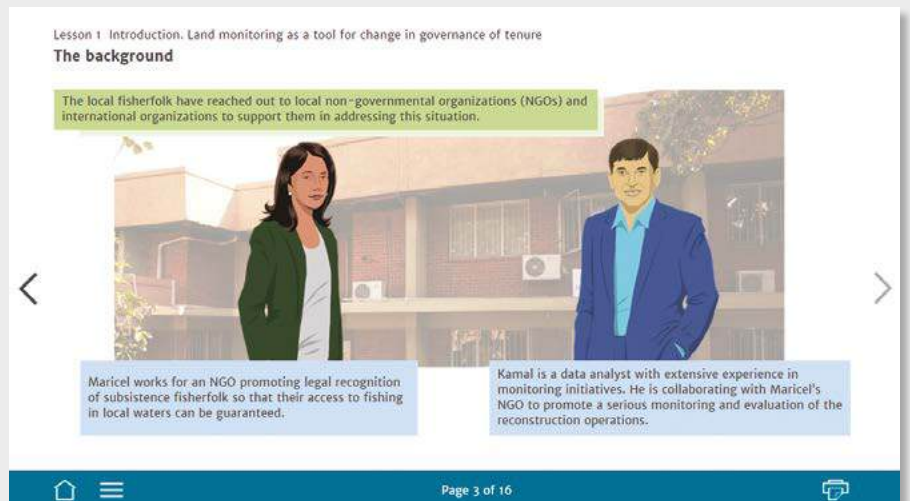 Lesson 1 Introduction. Land monitoring as a tool for change in governance of tenure
The background
The local fisherfolk have reached out to local non-governmental organizations (NGOs) and
international organizations to support them in addressing this situation.
Maricel works for an NGO promoting legal recognition
of subsistence fisherfolk so that their access to fishing
in local waters can be guaranteed.
Kamal is a data analyst with extensive experience in
monitoring initiatives. He is collaborating with Maricel's
NGO to promote a serious monitoring and evaluation of the
reconstruction operations.
Page 3 of 16